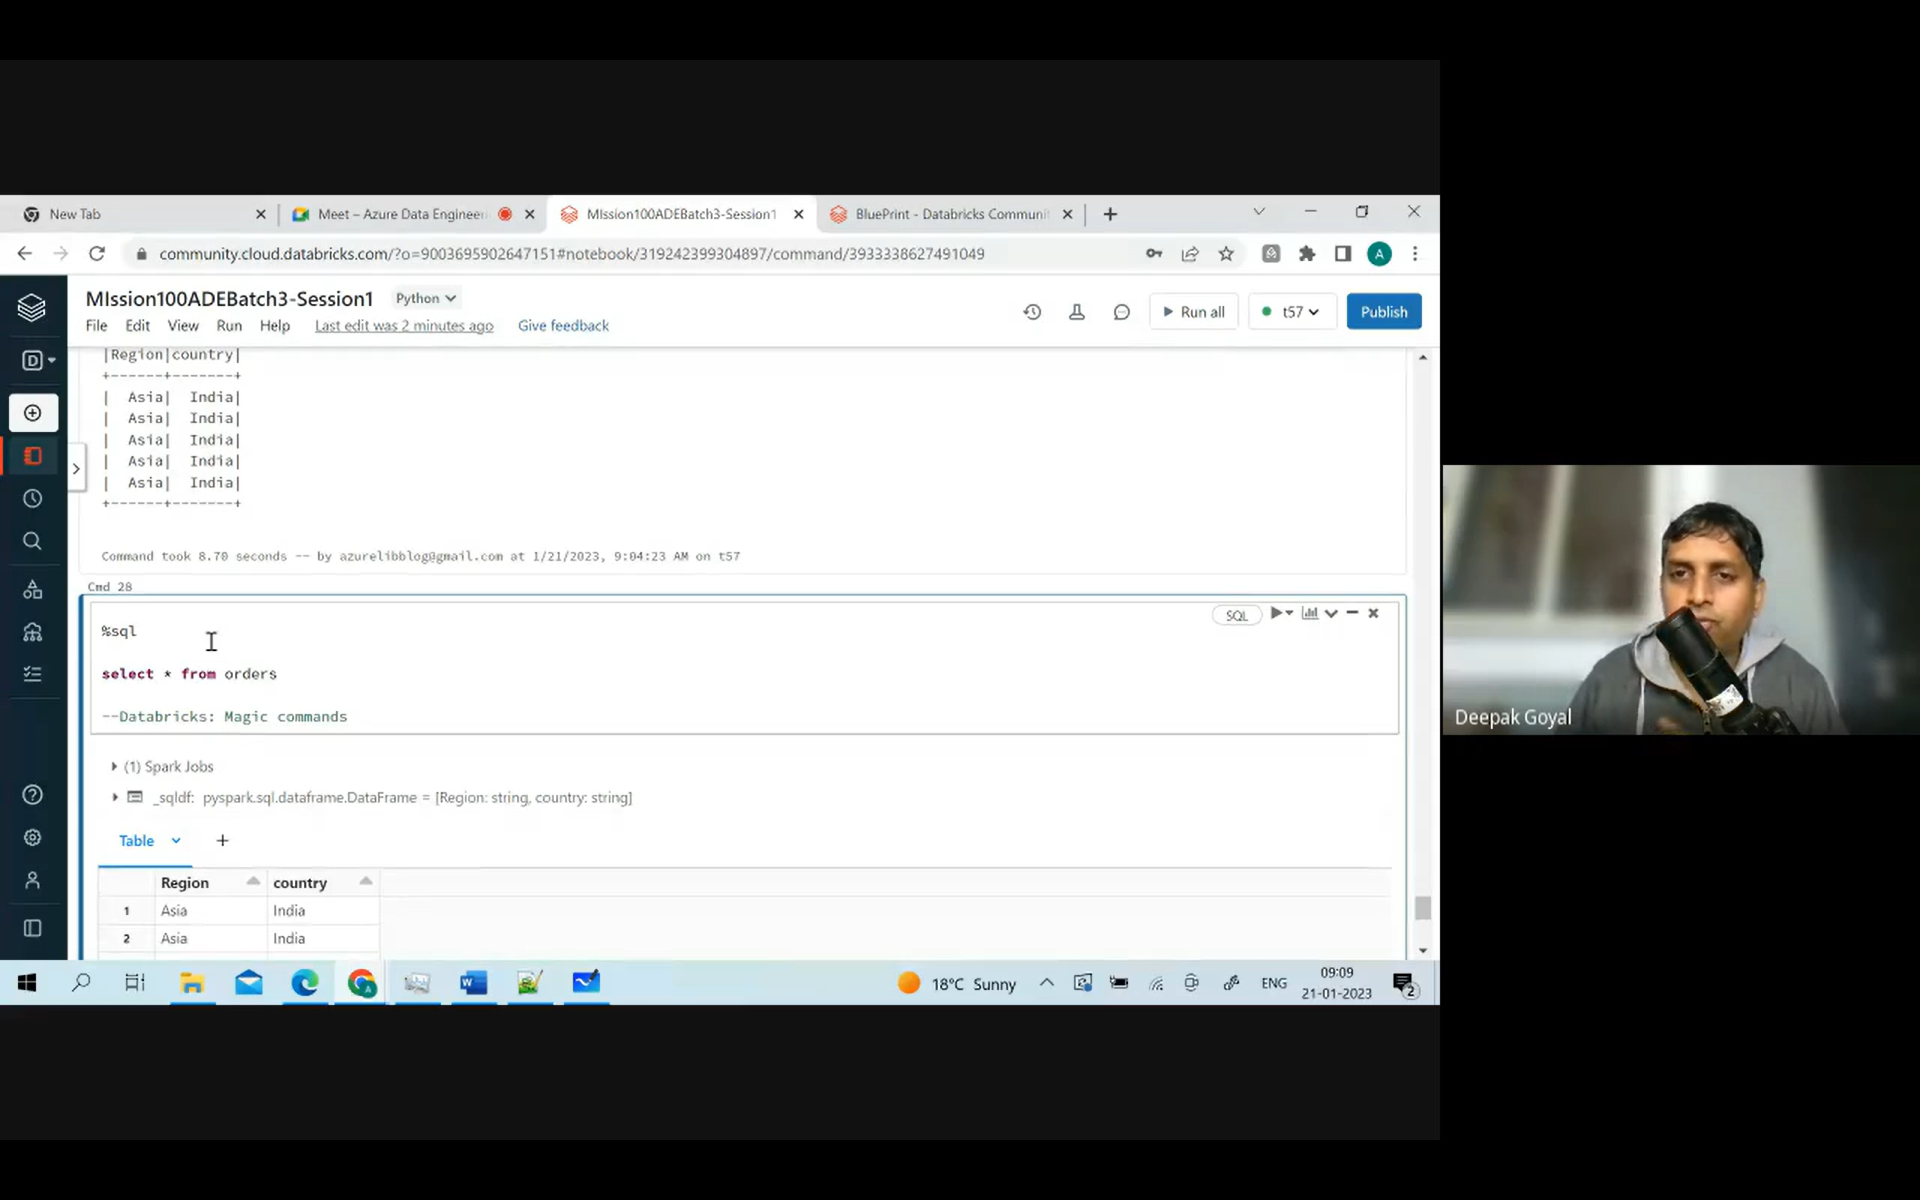 New Tab
Meet – Azure Data Engineer
MIssion100ADEBatch3-Session1
BluePrint - Databricks Communit
community.cloud.databricks.com/?o=9003695902647151#notebook/319242399304897/command/3933338627491049
A
MIssion100ADEBatch3-Session1
Python
File
Edit
View
Run
Help
Last edit was 2 minutes ago
Give feedback
Run all
t57
Publish
D
|Region|country|
+------+-------+
|  Asia|  India|
|  Asia|  India|
|  Asia|  India|
|  Asia|  India|
|  Asia|  India|
+------+-------+
Command took 8.70 seconds -- by azurelibblog@gmail.com at 1/21/2023, 9:04:23 AM on t57
Cmd 28
SQL
%sql
select * from orders
--Databricks: Magic commands
(1) Spark Jobs
_sqldf: pyspark.sql.dataframe.DataFrame = [Region: string, country: string]
Table
+
Region country
1 Asia India
2 Asia India
Deepak Goyal
18°C Sunny
ENG
09:09
21-01-2023
2